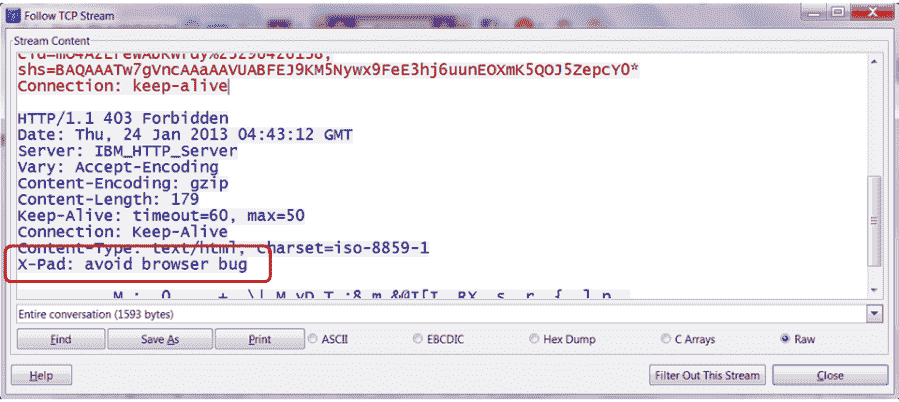 Follow TCP Stream
Stream Content
shs=BAQAAATw7gVncAAaAAVUABFEJ9KM5Nywx9FeE3hj6uunEOXmK5QOJ5ZepcY0*
Connection: keep-alive
HTTP/1.1 403 Forbidden
Date: Thu, 24 Jan 2013 04:43:12 GMT
Server: IBM_HTTP_Server
Vary: Accept-Encoding
Content-Encoding: gzip
Content-Length: 179
Keep-Alive: timeout=60, max=50
Connection: Keep-Alive
Content-Type: text/html; charset=iso-8859-1
X-Pad: avoid browser bug
Entire conversation (1593 bytes)
Find Save As Print ASCII EBCDIC Hex Dump C Arrays Raw
Help Filter Out This Stream Close